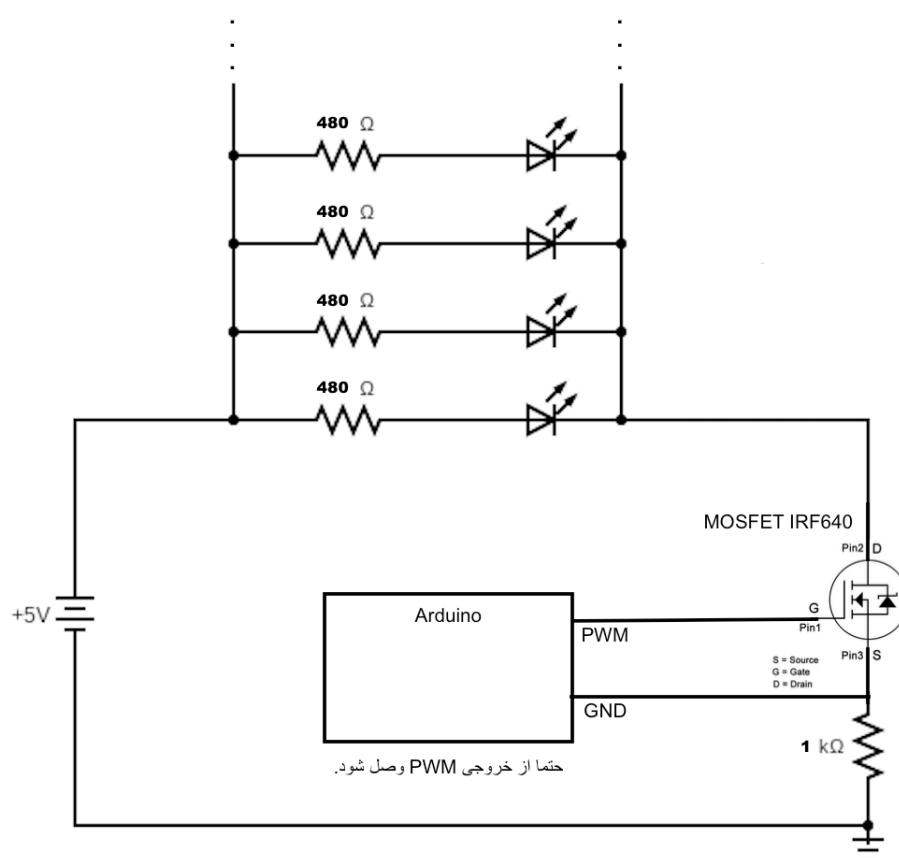 480 Ω
480 Ω
480 Ω
480 Ω
MOSFET IRF640
Pin2 D
+5V
Arduino
G
PWM
Pin1
Pin3 S
S = Source
G = Gate
D = Drain
GND
1 kΩ
حتما از خروجی PWM وصل شود.